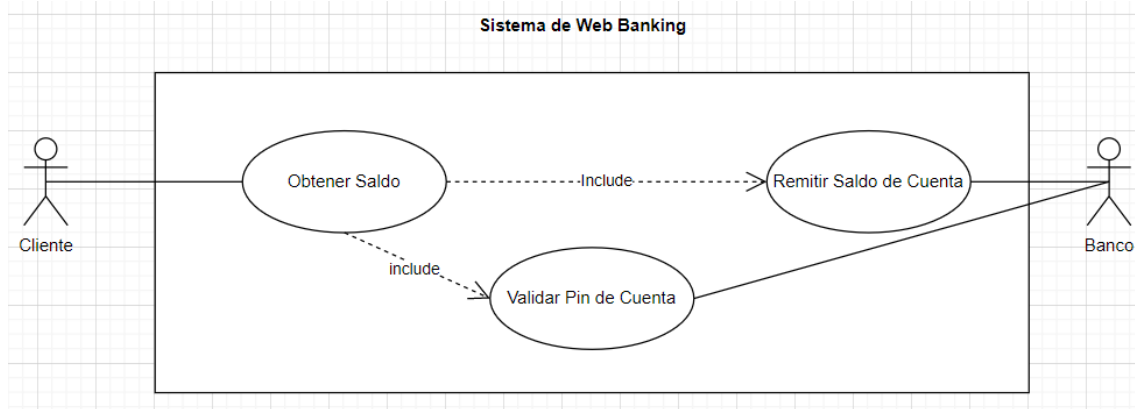 Sistema de Web Banking
Obtener Saldo
Include
Remitir Saldo de Cuenta
Cliente
Banco
include
Validar Pin de Cuenta